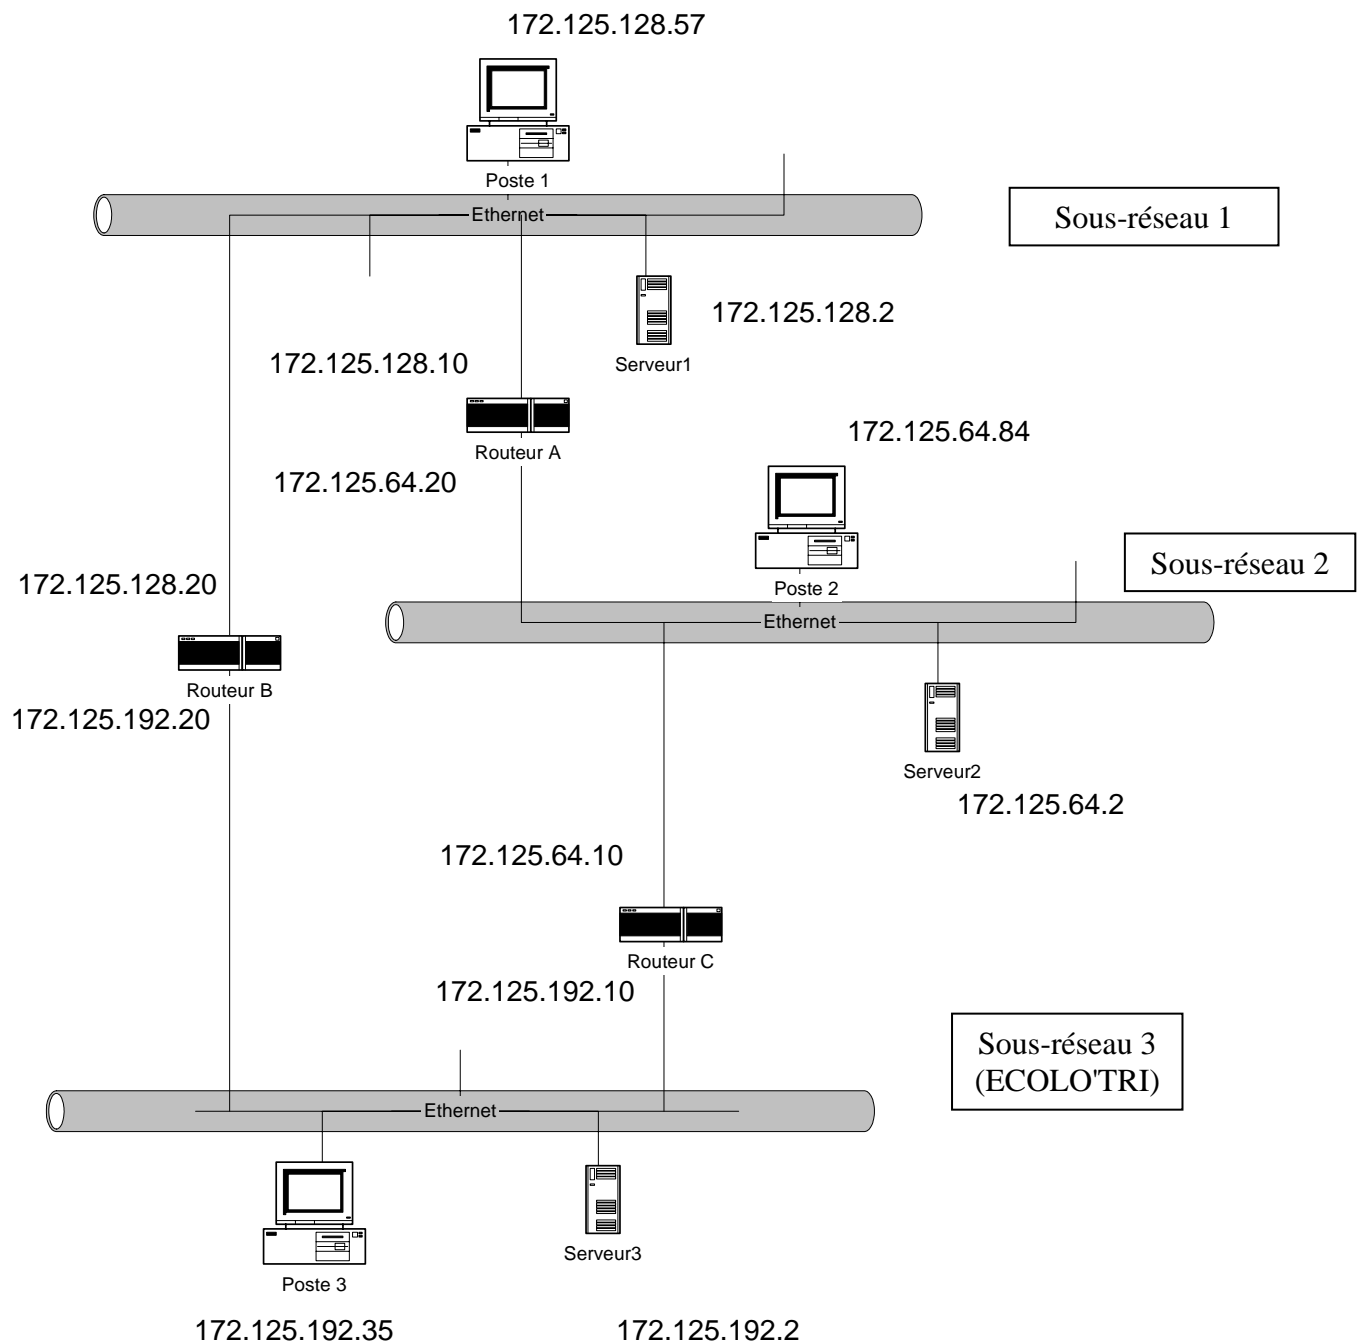 172.125.128.57
Poste 1
Ethernet
Sous-réseau 1
172.125.128.2
Serveur1
172.125.128.10
Routeur A
172.125.64.20
172.125.64.84
Poste 2
Sous-réseau 2
Ethernet
172.125.128.20
Routeur B
172.125.192.20
Serveur2
172.125.64.2
172.125.64.10
Routeur C
172.125.192.10
Sous-réseau 3
(ECOLO'TRI)
Ethernet
Poste 3
Serveur3
172.125.192.35
172.125.192.2